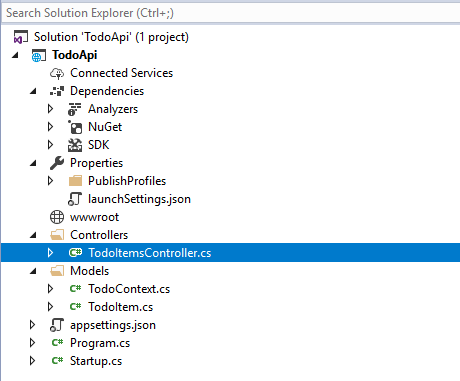 Search Solution Explorer (Ctrl+;)
Solution 'TodoApi' (1 project)
TodoApi
Connected Services
Dependencies
Analyzers
NuGet
SDK
Properties
PublishProfiles
launchSettings.json
wwwroot
Controllers
TodoItemsController.cs
Models
C# TodoContext.cs
C# TodoItem.cs
appsettings.json
C# Program.cs
C# Startup.cs